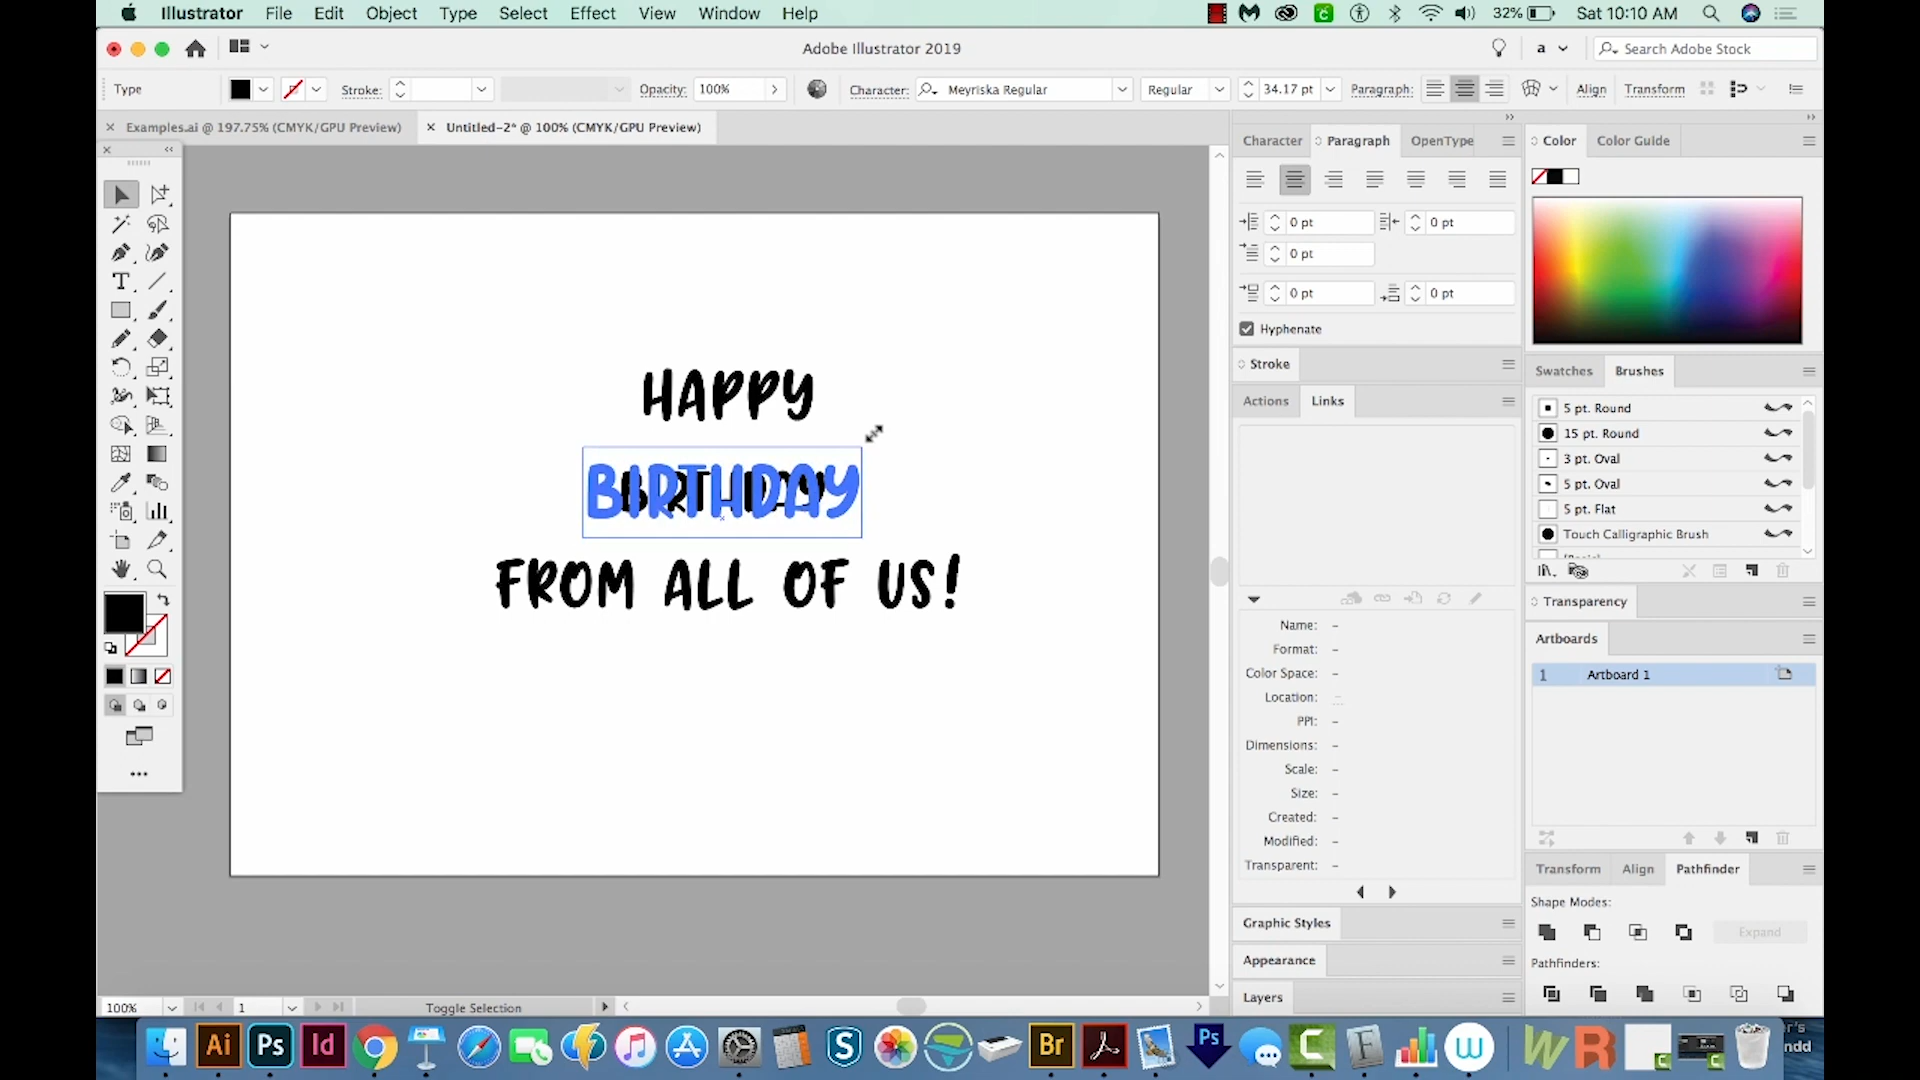 Illustrator File Edit Object Type Select Effect View Window Help 32% Sat 10:10 AM
Adobe Illustrator 2019 a Search Adobe Stock
Type Stroke: Opacity: 100% Character: Meyriska Regular Regular 34.17 pt Paragraph: Align Transform
Examples.ai @ 197.75% (CMYK/GPU Preview) Untitled-2* @ 100% (CMYK/GPU Preview)
Character Paragraph OpenType
Color Color Guide
0 pt 0 pt
0 pt
0 pt 0 pt
Hyphenate
Stroke
Actions Links
Swatches Brushes
5 pt. Round
15 pt. Round
3 pt. Oval
5 pt. Oval
5 pt. Flat
Touch Calligraphic Brush
HAPPY
BIRTHDAY
FROM ALL OF US!
Name: –
Format: –
Color Space: –
Location: –
PPI: –
Dimensions: –
Scale: –
Size: –
Created: –
Modified: –
Transparent: –
Transparency
Artboards
1 Artboard 1
Transform Align Pathfinder
Shape Modes:
Expand
Pathfinders:
Graphic Styles
Appearance
Layers
100% 1 Toggle Selection
Ai Ps Id S Br Ps W R